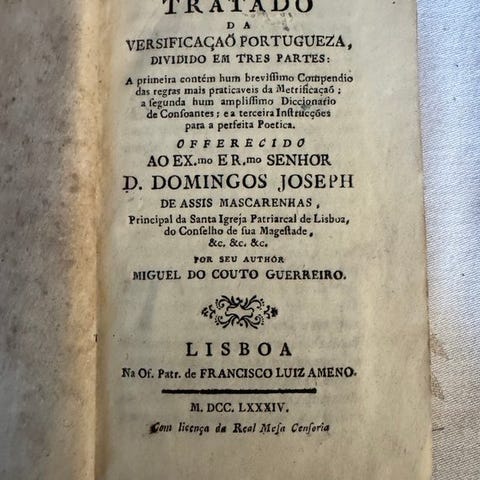 TRATADO
DA
VERSIFICAÇAÕ PORTUGUEZA,
DIVIDIDO EM TRES PARTES:
A primeira contém hum breviſſimo Compendio
das regras mais praticaveis da Metrificaçaõ;
a ſegunda hum ampliſſimo Diccionario
de Conſoantes; e a terceira Inſtrucções
para a perfeita Poetica.
OFFERECIDO
AO EX.mo E R.mo SENHOR
D. DOMINGOS JOSEPH
DE ASSIS MASCARENHAS,
Principal da Santa Igreja Patriarcal de Lisboa,
do Conſelho de ſua Mageſtade,
&c. &c. &c.
POR SEU AUTHOR
MIGUEL DO COUTO GUERREIRO.
LISBOA
Na Of. Patr. de FRANCISCO LUIZ AMENO.
M. DCC. LXXXIV.
Com licença da Real Meſa Cenſoria